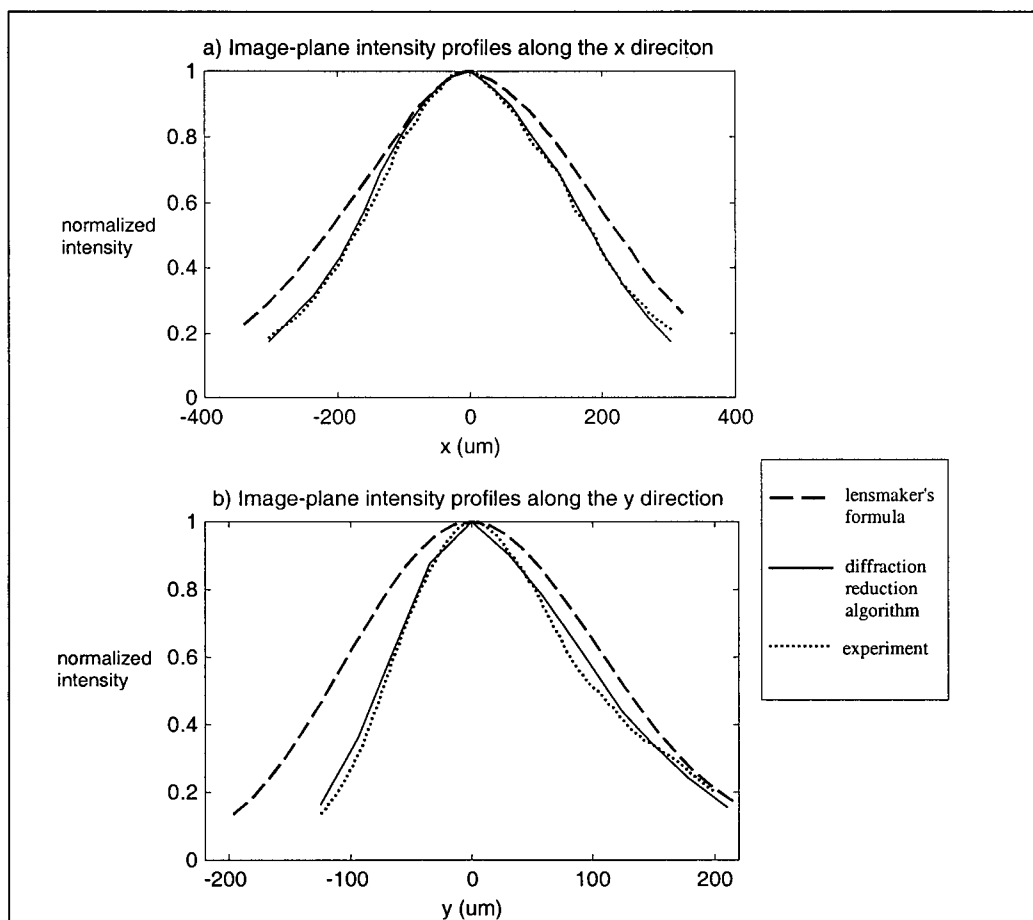 a) Image-plane intensity profiles along the x direciton
1
0.8
0.6
normalized
intensity
0.4
0.2
0
-400
-200
0
200
400
x (um)
b) Image-plane intensity profiles along the y direction
1
0.8
0.6
normalized
intensity
0.4
0.2
0
-200
-100
0
100
200
y (um)
lensmaker's
formula
diffraction
reduction
algorithm
experiment